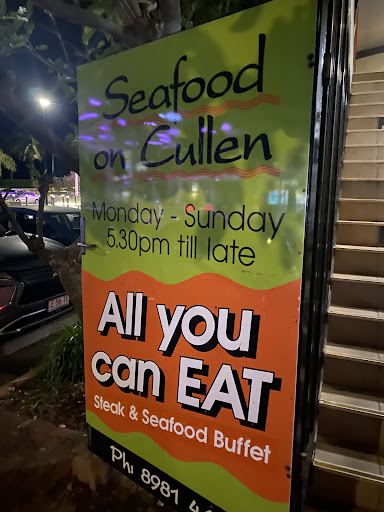 Seafood
on Cullen
Monday - Sunday
5.30pm till late
All you
can EAT
Steak & Seafood Buffet
Ph: 8981